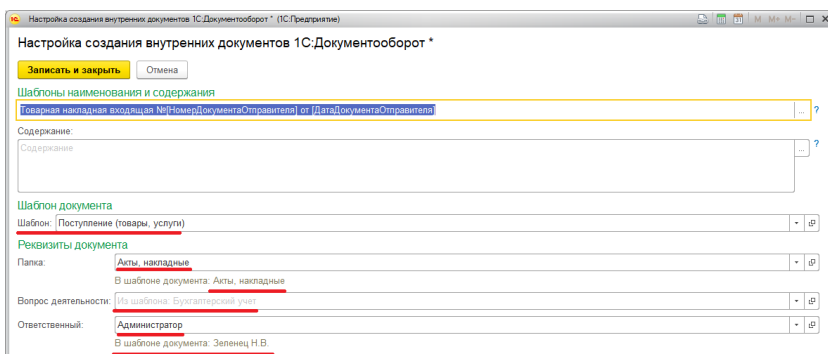 Настройка создания внутренних документов 1С:Документооборот * (1С:Предприятие)
M M+ M-
Настройка создания внутренних документов 1С:Документооборот *
Записать и закрыть Отмена
Шаблоны наименования и содержания
Товарная накладная входящая №[НомерДокументаОтправителя] от [ДатаДокументаОтправителя] ... ?
Содержание:
Содержание ... ?
Шаблон документа
Шаблон: Поступление (товары, услуги)
Реквизиты документа
Папка: Акты, накладные
В шаблоне документа: Акты, накладные
Вопрос деятельности: Из шаблона: Бухгалтерский учет
Ответственный: Администратор
В шаблоне документа: Зеленец Н.В.